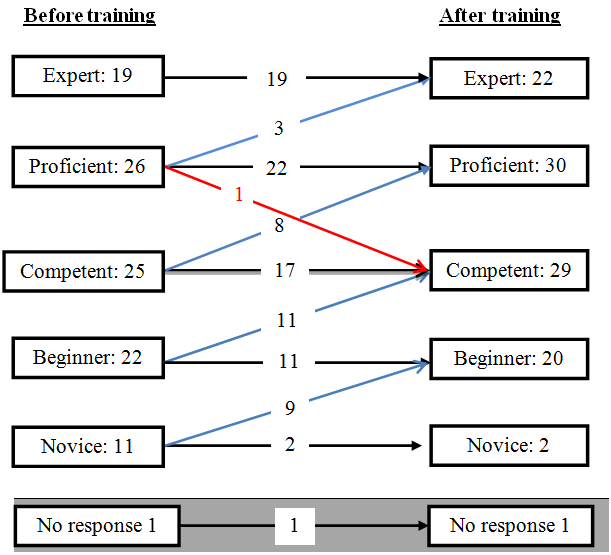 Before training
After training
Expert: 19
19
Expert: 22
3
Proficient: 26
22
Proficient: 30
1
8
Competent: 25
17
Competent: 29
11
Beginner: 22
11
Beginner: 20
9
Novice: 11
2
Novice: 2
No response 1
1
No response 1